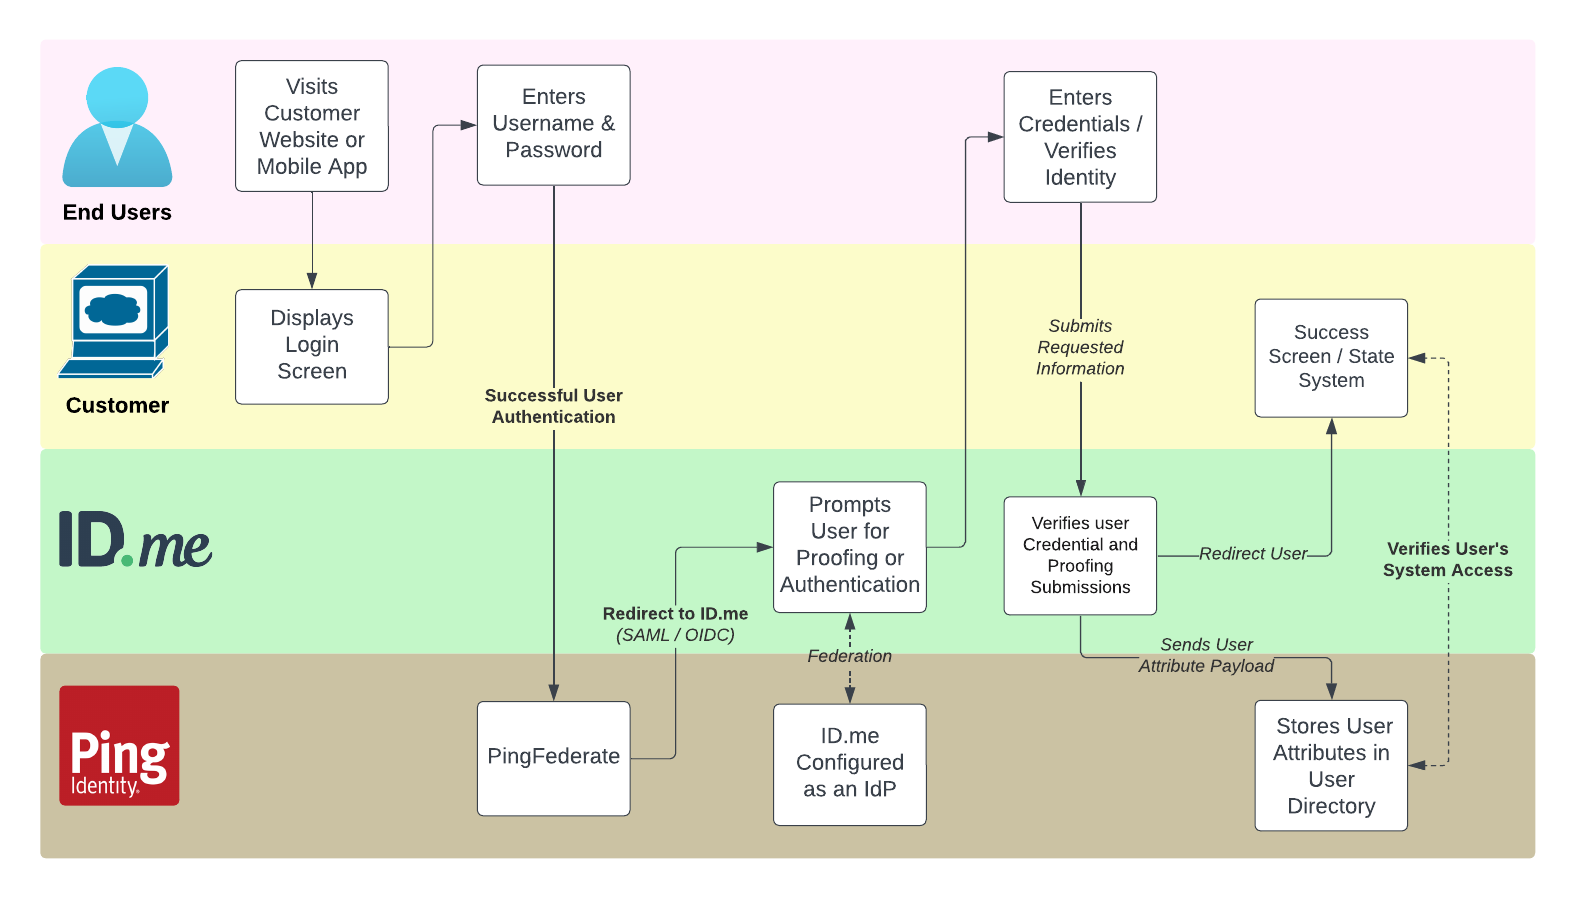 Visits
Customer
Website or
Mobile App
Enters
Username &
Password
Enters
Credentials /
Verifies
Identity
End Users
Displays
Login
Screen
Customer
Successful User
Authentication
Submits
Requested
Information
Success
Screen / State
System
ID.me
Prompts
User for
Proofing or
Authentication
Verifies user
Credential and
Proofing
Submissions
Redirect User
Verifies User's
System Access
Redirect to ID.me
(SAML / OIDC)
Federation
Sends User
Attribute Payload
Ping
Identity®
PingFederate
ID.me
Configured
as an IdP
Stores User
Attributes in
User
Directory